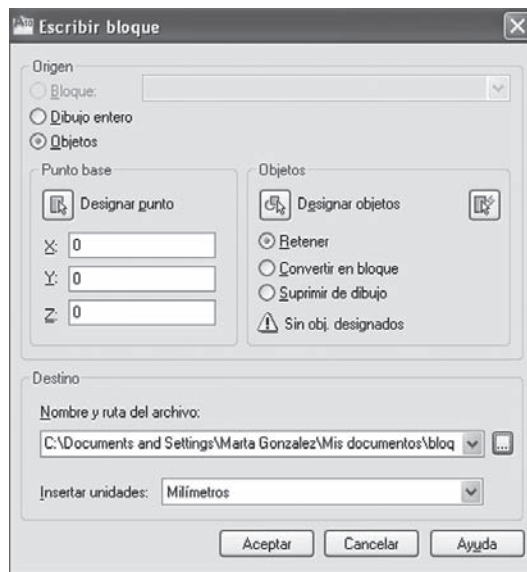 Escribir bloque
Origen
Bloque:
Dibujo entero
Objetos
Punto base
Designar punto
X: 0
Y: 0
Z: 0
Objetos
Designar objetos
Retener
Convertir en bloque
Suprimir de dibujo
Sin obj. designados
Destino
Nombre y ruta del archivo:
C:\Documents and Settings\Marta Gonzalez\Mis documentos\bloq
...
Insertar unidades: Milímetros
Aceptar Cancelar Ayuda